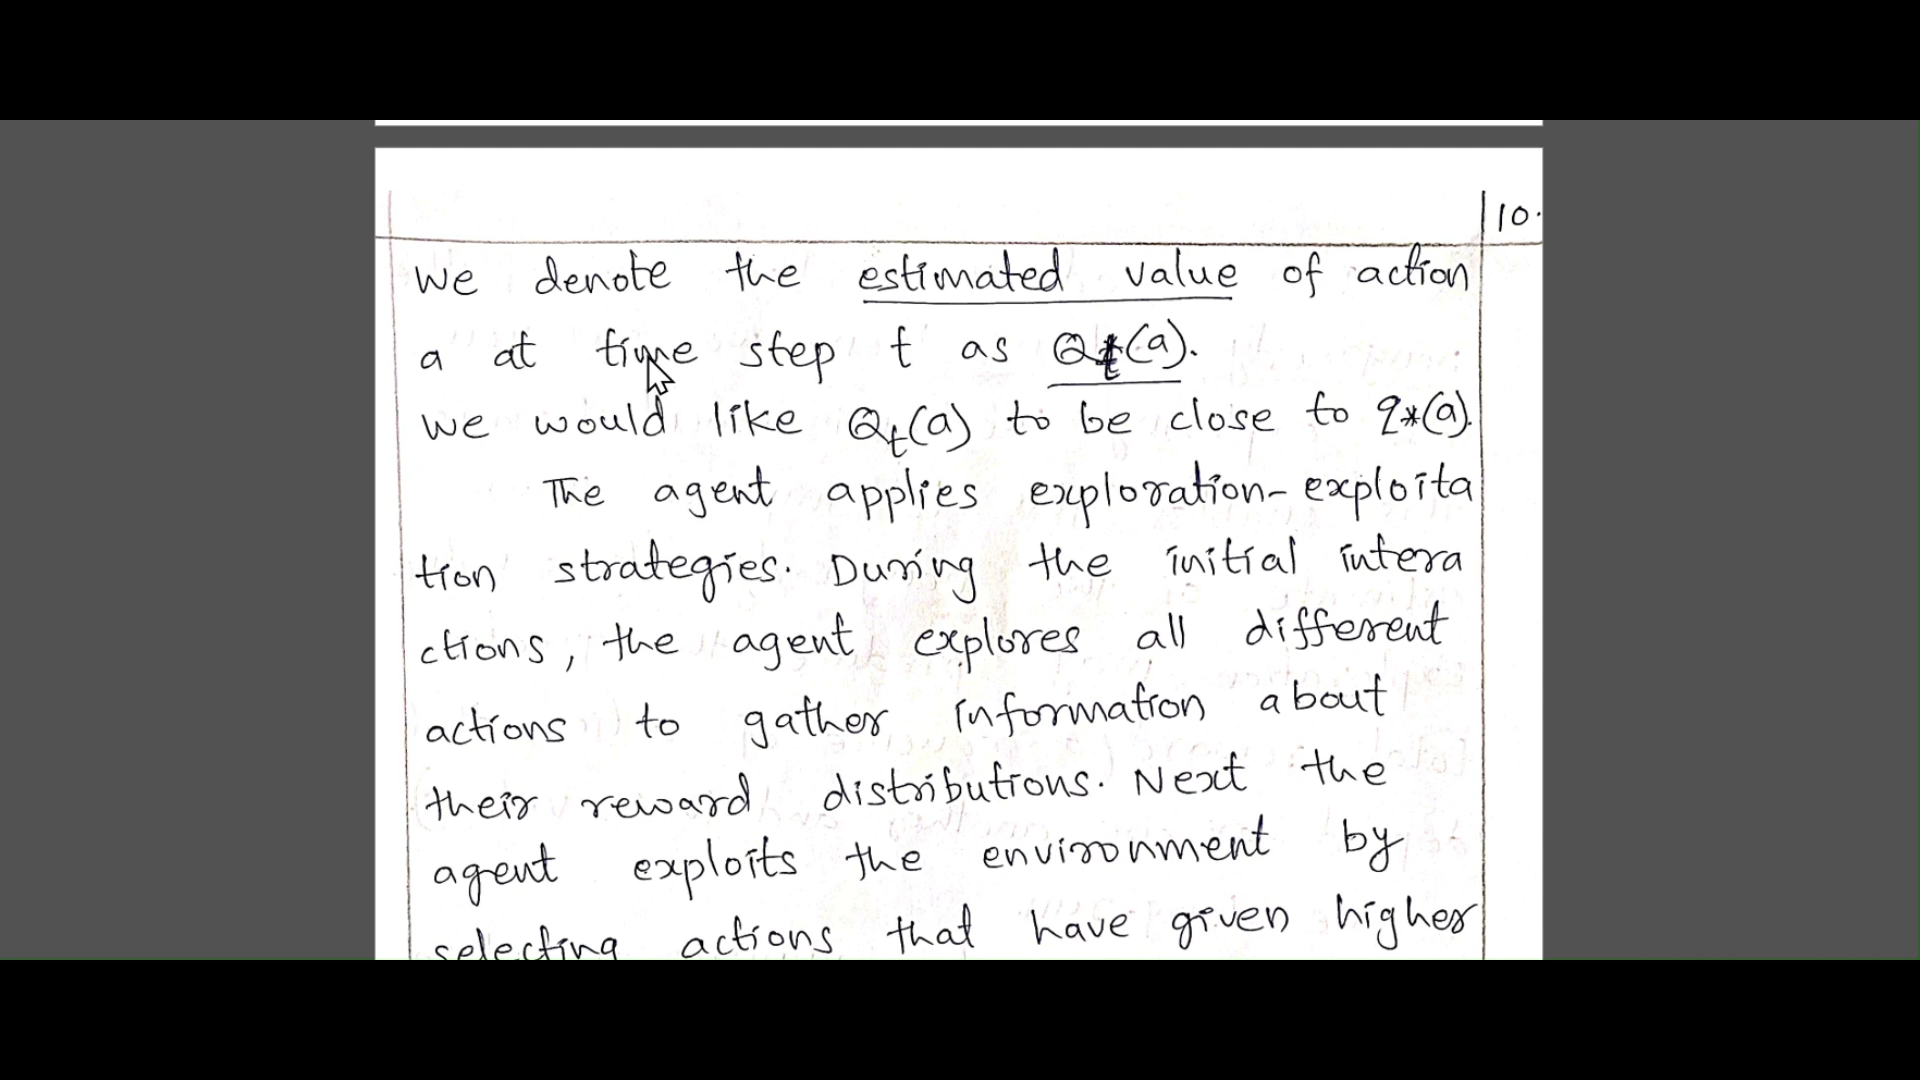 10.
We denote the estimated value of action
a at time step t as Qt(a).
We would like Qt(a) to be close to q*(a).
The agent applies exploration-exploita
tion strategies. During the initial intera
ctions, the agent explores all different
actions to gather information about
their reward distributions. Next the
agent exploits the environment by
selecting actions that have given higher